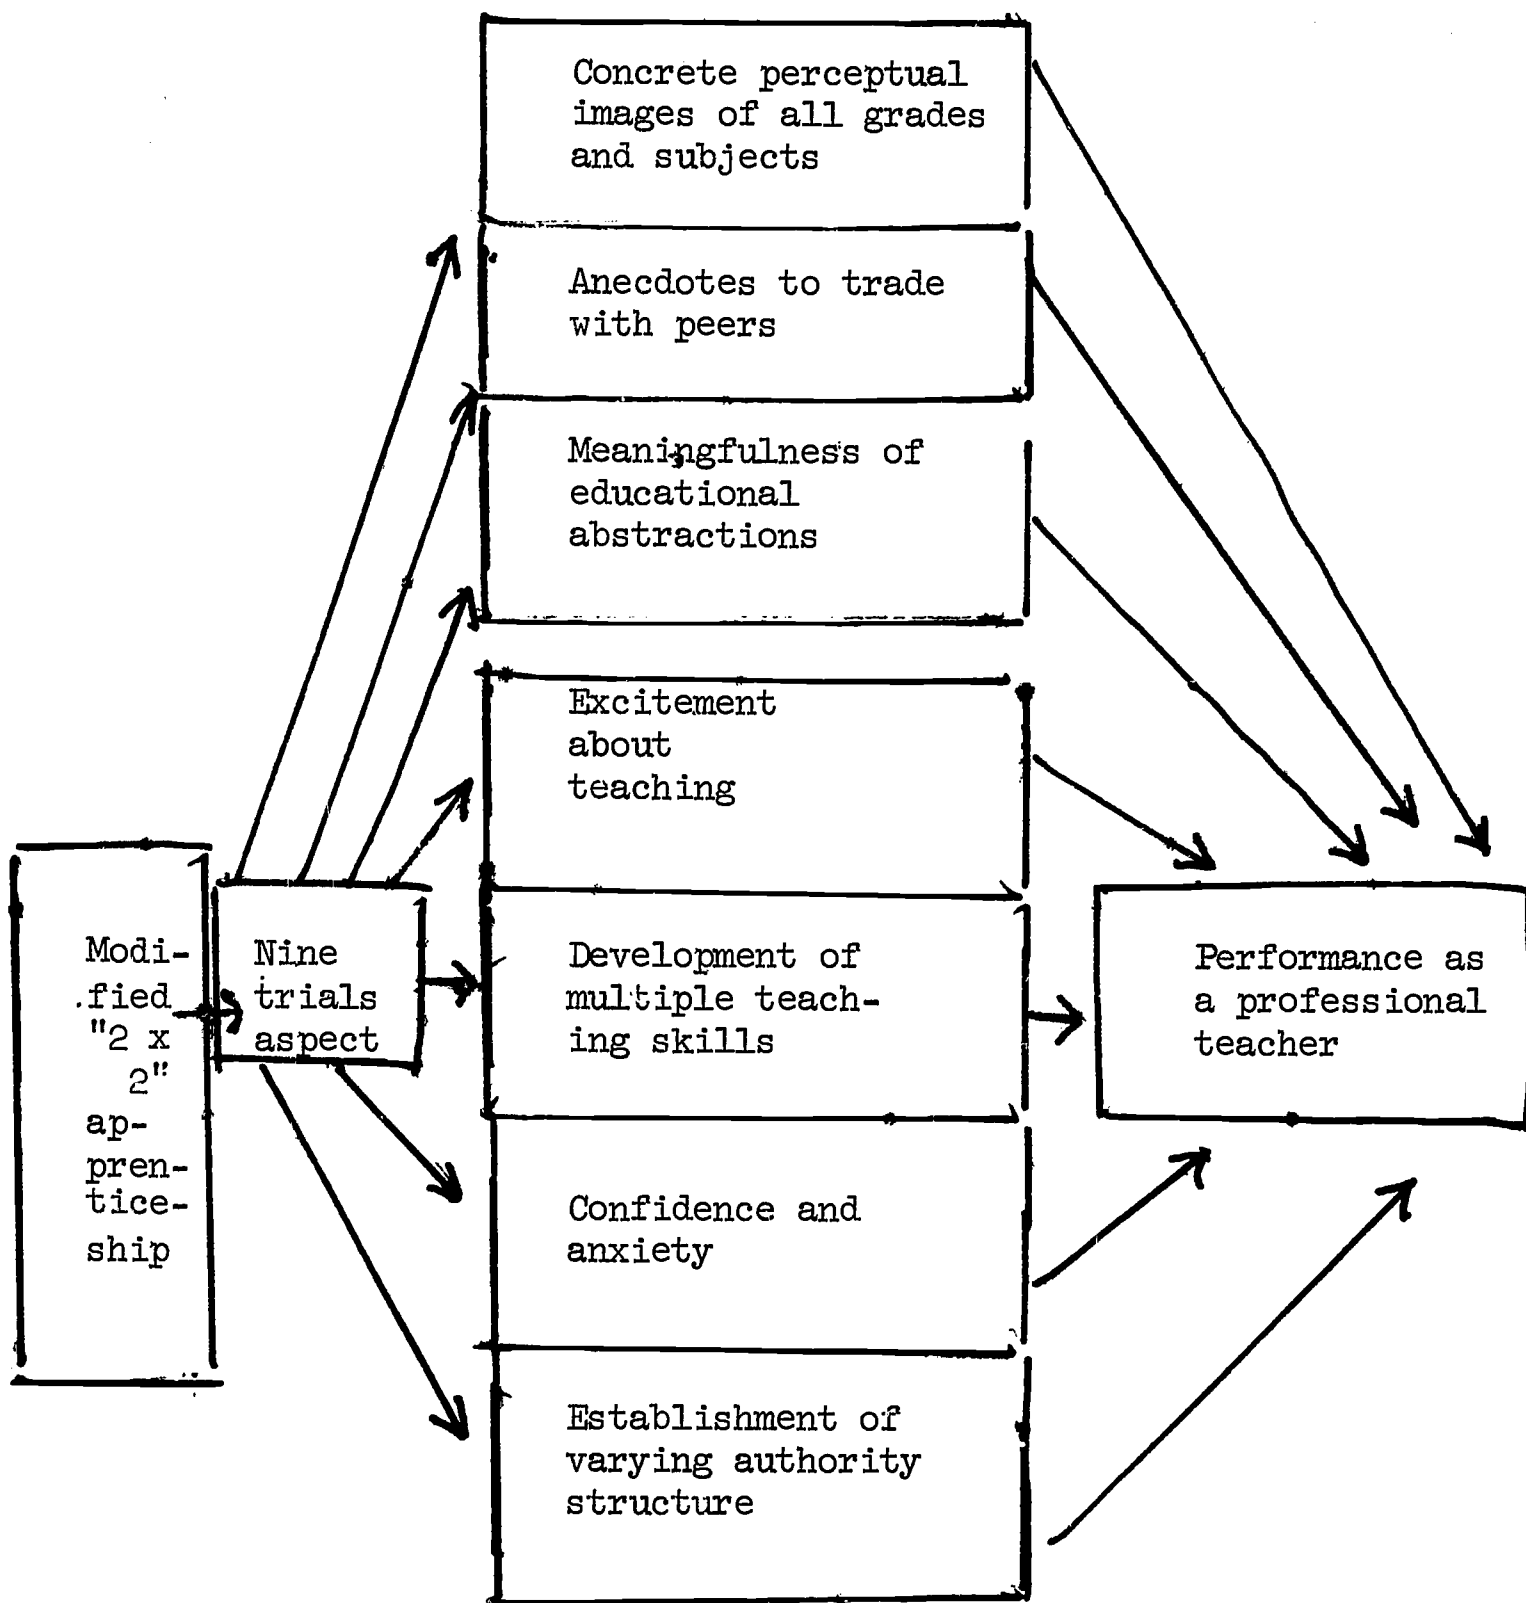 Concrete perceptual
images of all grades
and subjects
Anecdotes to trade
with peers
Meaningfulness of
educational
abstractions
Excitement
about
teaching
Modi-
fied
"2 x
2"
ap-
pren-
tice-
ship
Nine
trials
aspect
Development of
multiple teach-
ing skills
Performance as
a professional
teacher
Confidence and
anxiety
Establishment of
varying authority
structure